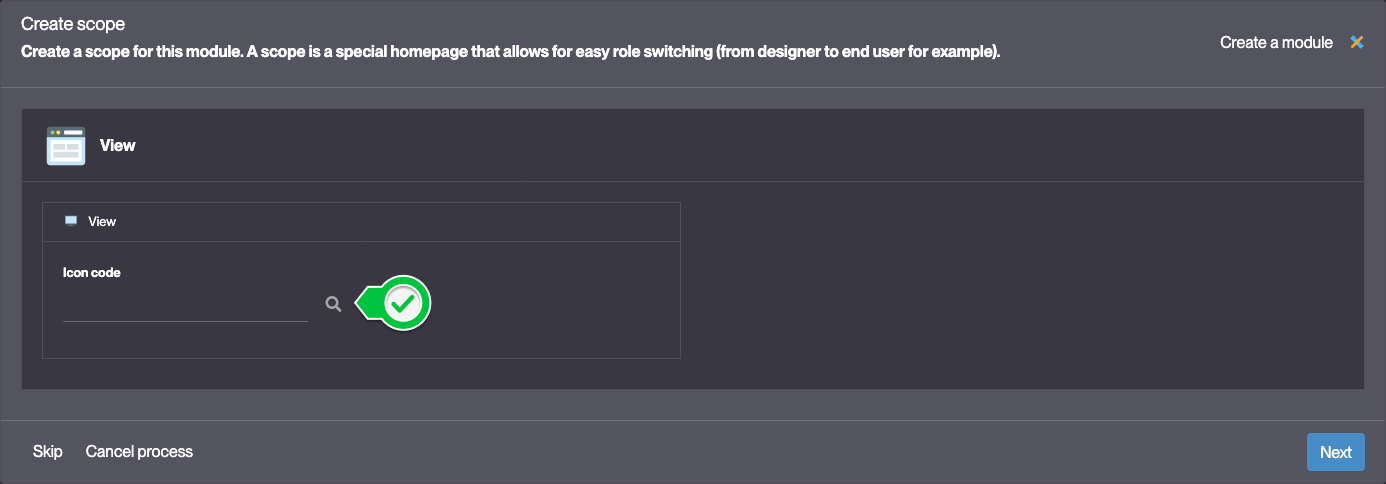 Create scope
Create a scope for this module. A scope is a special homepage that allows for easy role switching (from designer to end user for example).
Create a module
View
View
Icon code
Skip
Cancel process
Next